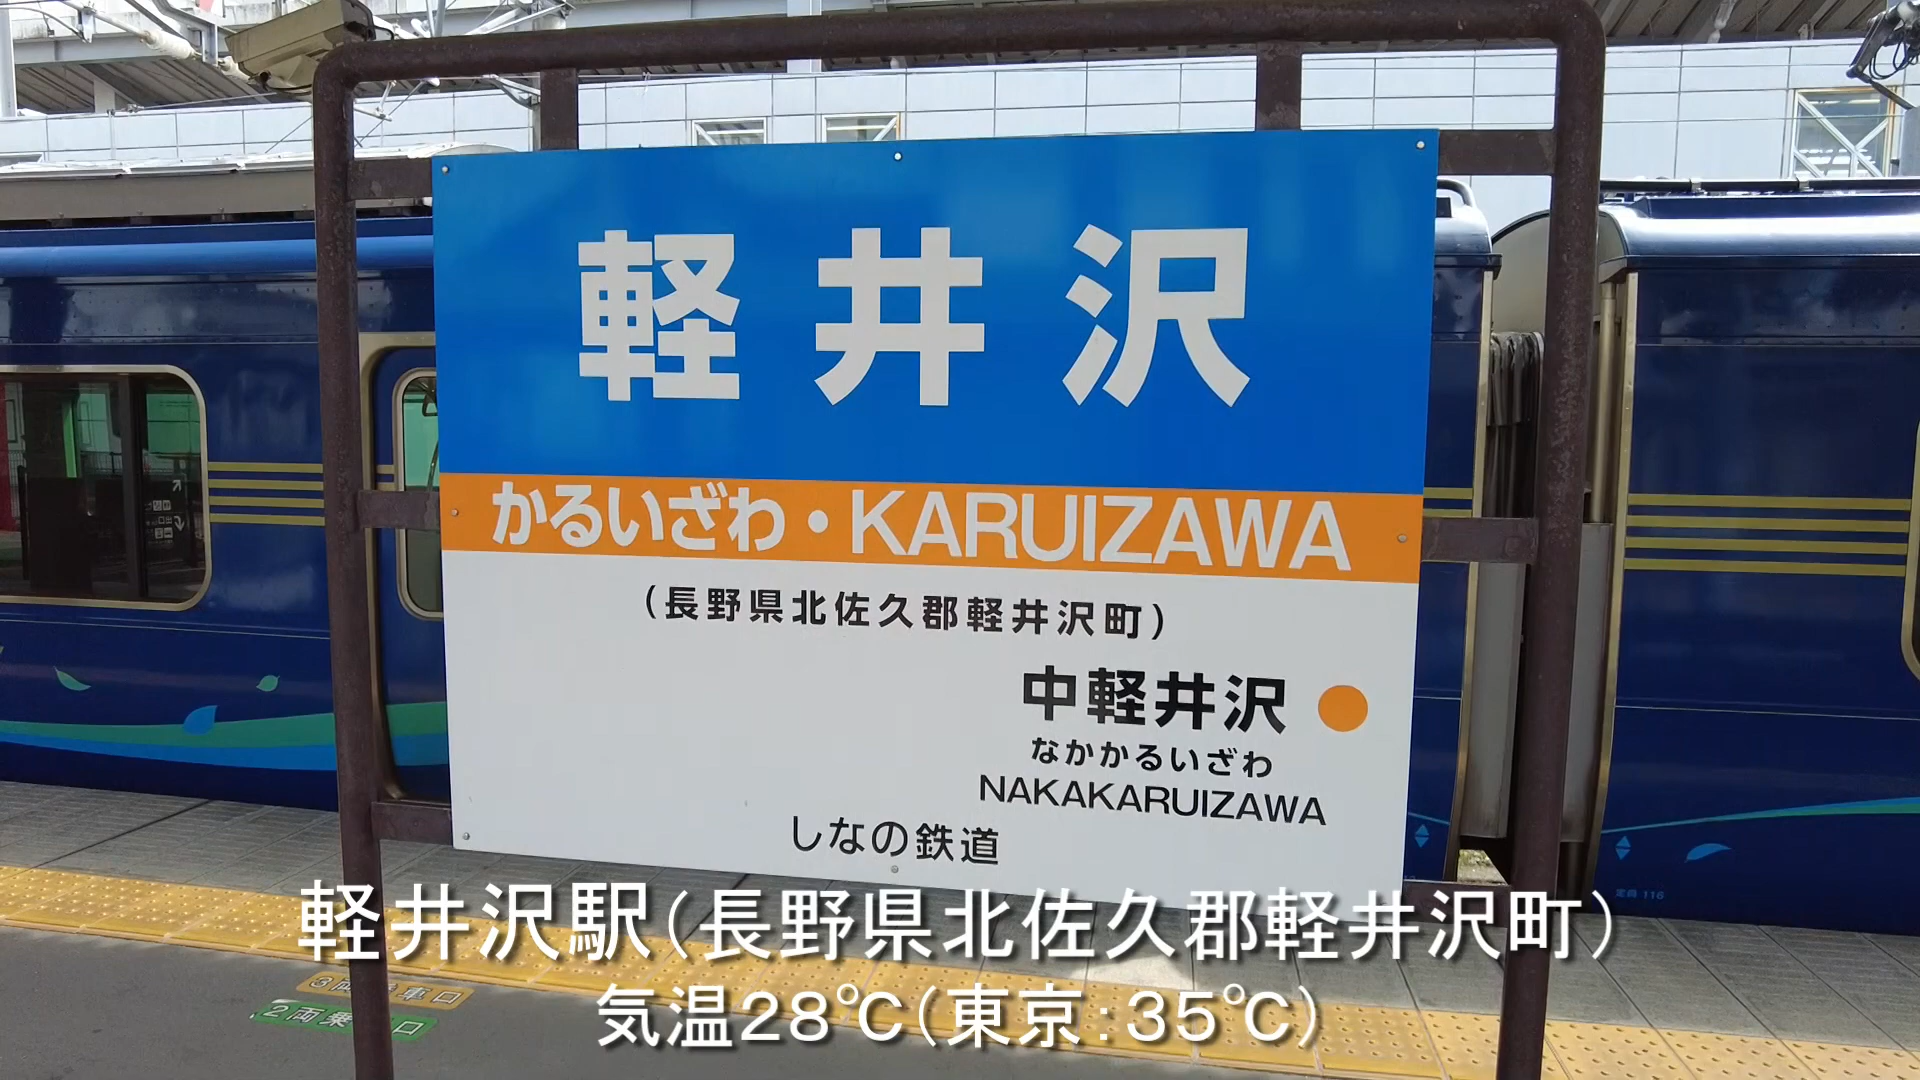 軽井沢
かるいざわ・KARUIZAWA
（長野県北佐久郡軽井沢町）
中軽井沢
なかかるいざわ
NAKAKARUIZAWA
しなの鉄道
定員 116
軽井沢駅（長野県北佐久郡軽井沢町）
気温28℃（東京：35℃）